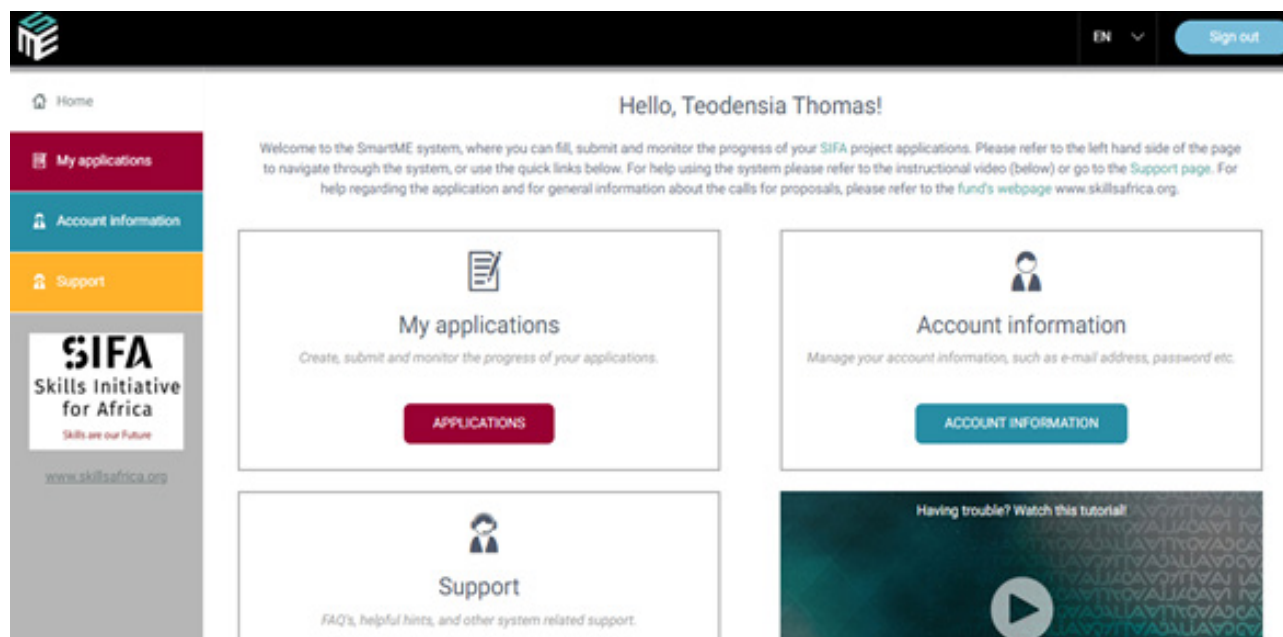 SME
EN
Sign out
Home
My applications
Account information
Support
SIFA
Skills Initiative
for Africa
Skills are our Future
www.skillsafrica.org
Hello, Teodensia Thomas!
Welcome to the SmartME system, where you can fill, submit and monitor the progress of your SIFA project applications. Please refer to the left hand side of the page
to navigate through the system, or use the quick links below. For help using the system please refer to the instructional video (below) or go to the Support page. For
help regarding the application and for general information about the calls for proposals, please refer to the fund's webpage www.skillsafrica.org.
My applications
Create, submit and monitor the progress of your applications.
APPLICATIONS
Account information
Manage your account information, such as e-mail address, password etc.
ACCOUNT INFORMATION
Support
FAQ's, helpful hints, and other system related support.
Having trouble? Watch this tutorial!